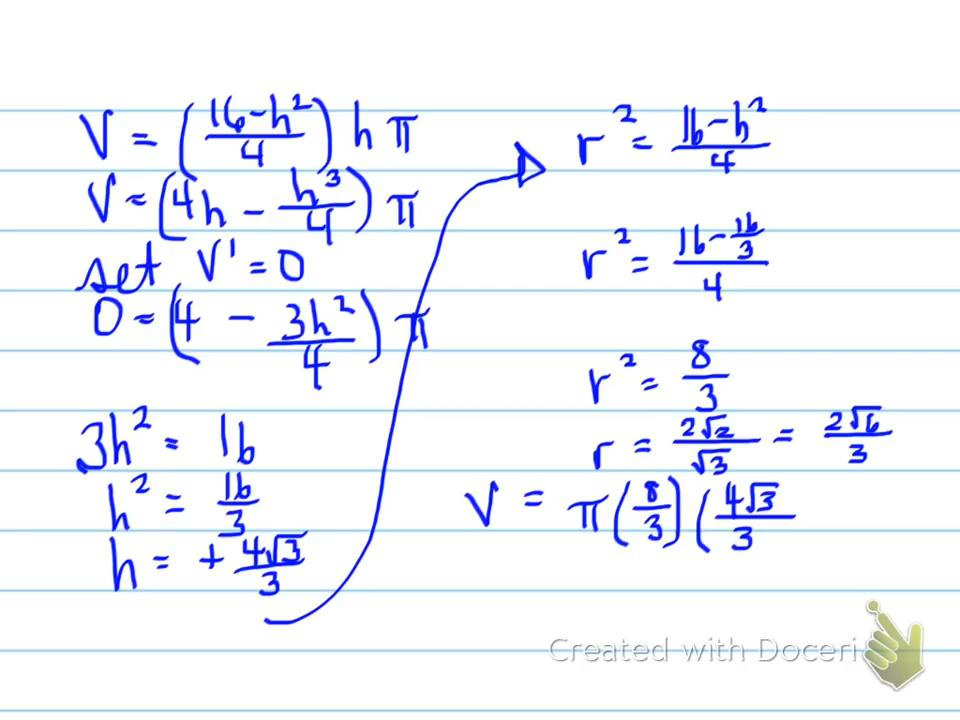 V = ((16-h²)/4) h π
V = (4h - h³/4) π
set V' = 0
0 = (4 - 3h²/4) π
3h² = 16
h² = 16/3
h = + 4√3/3
r² = (16-h²)/4
r² = (16 - 16/3)/4
r² = 8/3
r = 2√2/√3 = 2√6/3
V = π (8/3) (4√3/3
Created with Doceri